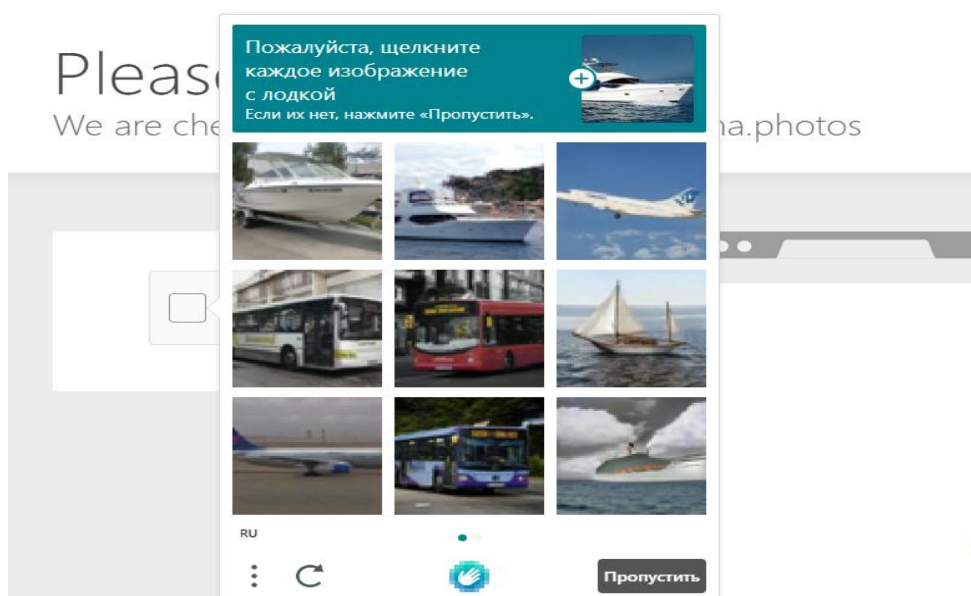 Pleas
We are che
na.photos
Пожалуйста, щелкните
каждое изображение
с лодкой
Если их нет, нажмите «Пропустить».
RU
Пропустить